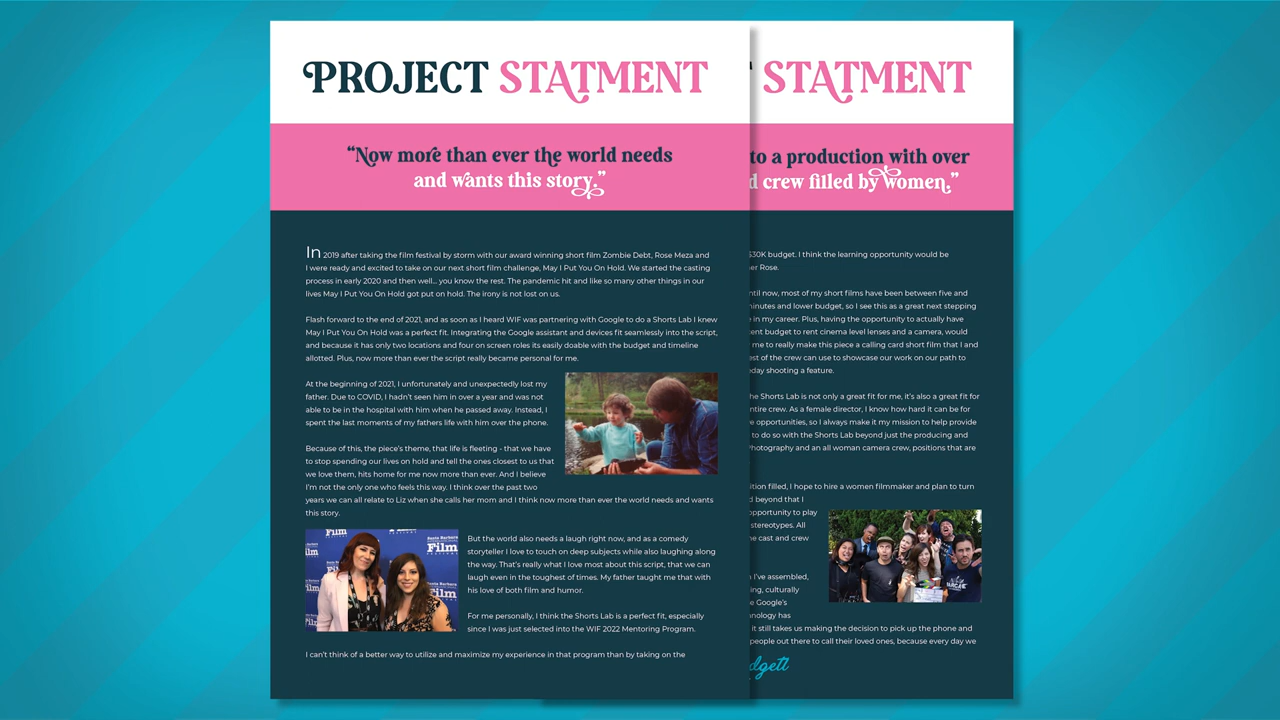 PROJECT STATMENT
“Now more than ever the world needs
and wants this story.”
In 2019 after taking the film festival by storm with our award winning short film Zombie Debt, Rose Meza and
I were ready and excited to take on our next short film challenge, May I Put You On Hold. We started the casting
process in early 2020 and then well... you know the rest. The pandemic hit and like so many other things in our
lives May I Put You On Hold got put on hold. The irony is not lost on us.
Flash forward to the end of 2021, and as soon as I heard WIF was partnering with Google to do a Shorts Lab I knew
May I Put You On Hold was a perfect fit. Integrating the Google assistant and devices fit seamlessly into the script,
and because it has only two locations and four on screen roles its easily doable with the budget and timeline
allotted. Plus, now more than ever the script really became personal for me.
At the beginning of 2021, I unfortunately and unexpectedly lost my
father. Due to COVID, I hadn't seen him in over a year and was not
able to be in the hospital with him when he passed away. Instead, I
spent the last moments of my fathers life with him over the phone.
Because of this, the piece's theme, that life is fleeting - that we have
to stop spending our lives on hold and tell the ones closest to us that
we love them, hits home for me now more than ever. And I believe
I'm not the only one who feels this way. I think over the past two
years we can all relate to Liz when she calls her mom and I think now more than ever the world needs and wants
this story.
Film
Santa Barbara
Film
Film
But the world also needs a laugh right now, and as a comedy
storyteller I love to touch on deep subjects while also laughing along
the way. That's really what I love most about this script, that we can
laugh even in the toughest of times. My father taught me that with
his love of both film and humor.
For me personally, I think the Shorts Lab is a perfect fit, especially
since I was just selected into the WIF 2022 Mentoring Program.
I can't think of a better way to utilize and maximize my experience in that program than by taking on the
STATMENT
to a production with over
crew filled by women.”
$30K budget. I think the learning opportunity would be
Rose.
now, most of my short films have been between five and
minutes and lower budget, so I see this as a great next stepping
in my career. Plus, having the opportunity to actually have
budget to rent cinema level lenses and a camera, would
me to really make this piece a calling card short film that I and
of the crew can use to showcase our work on our path to
shooting a feature.
the Shorts Lab is not only a great fit for me, it's also a great fit for
crew. As a female director, I know how hard it can be for
opportunities, so I always make it my mission to help provide
to do so with the Shorts Lab beyond just the producing and
Photography and an all woman camera crew, positions that are
filled, I hope to hire a women filmmaker and plan to turn
beyond that I
opportunity to play
stereotypes. All
cast and crew
I've assembled,
culturally
Google's
has
it still takes us making the decision to pick up the phone and
people out there to call their loved ones, because every day we